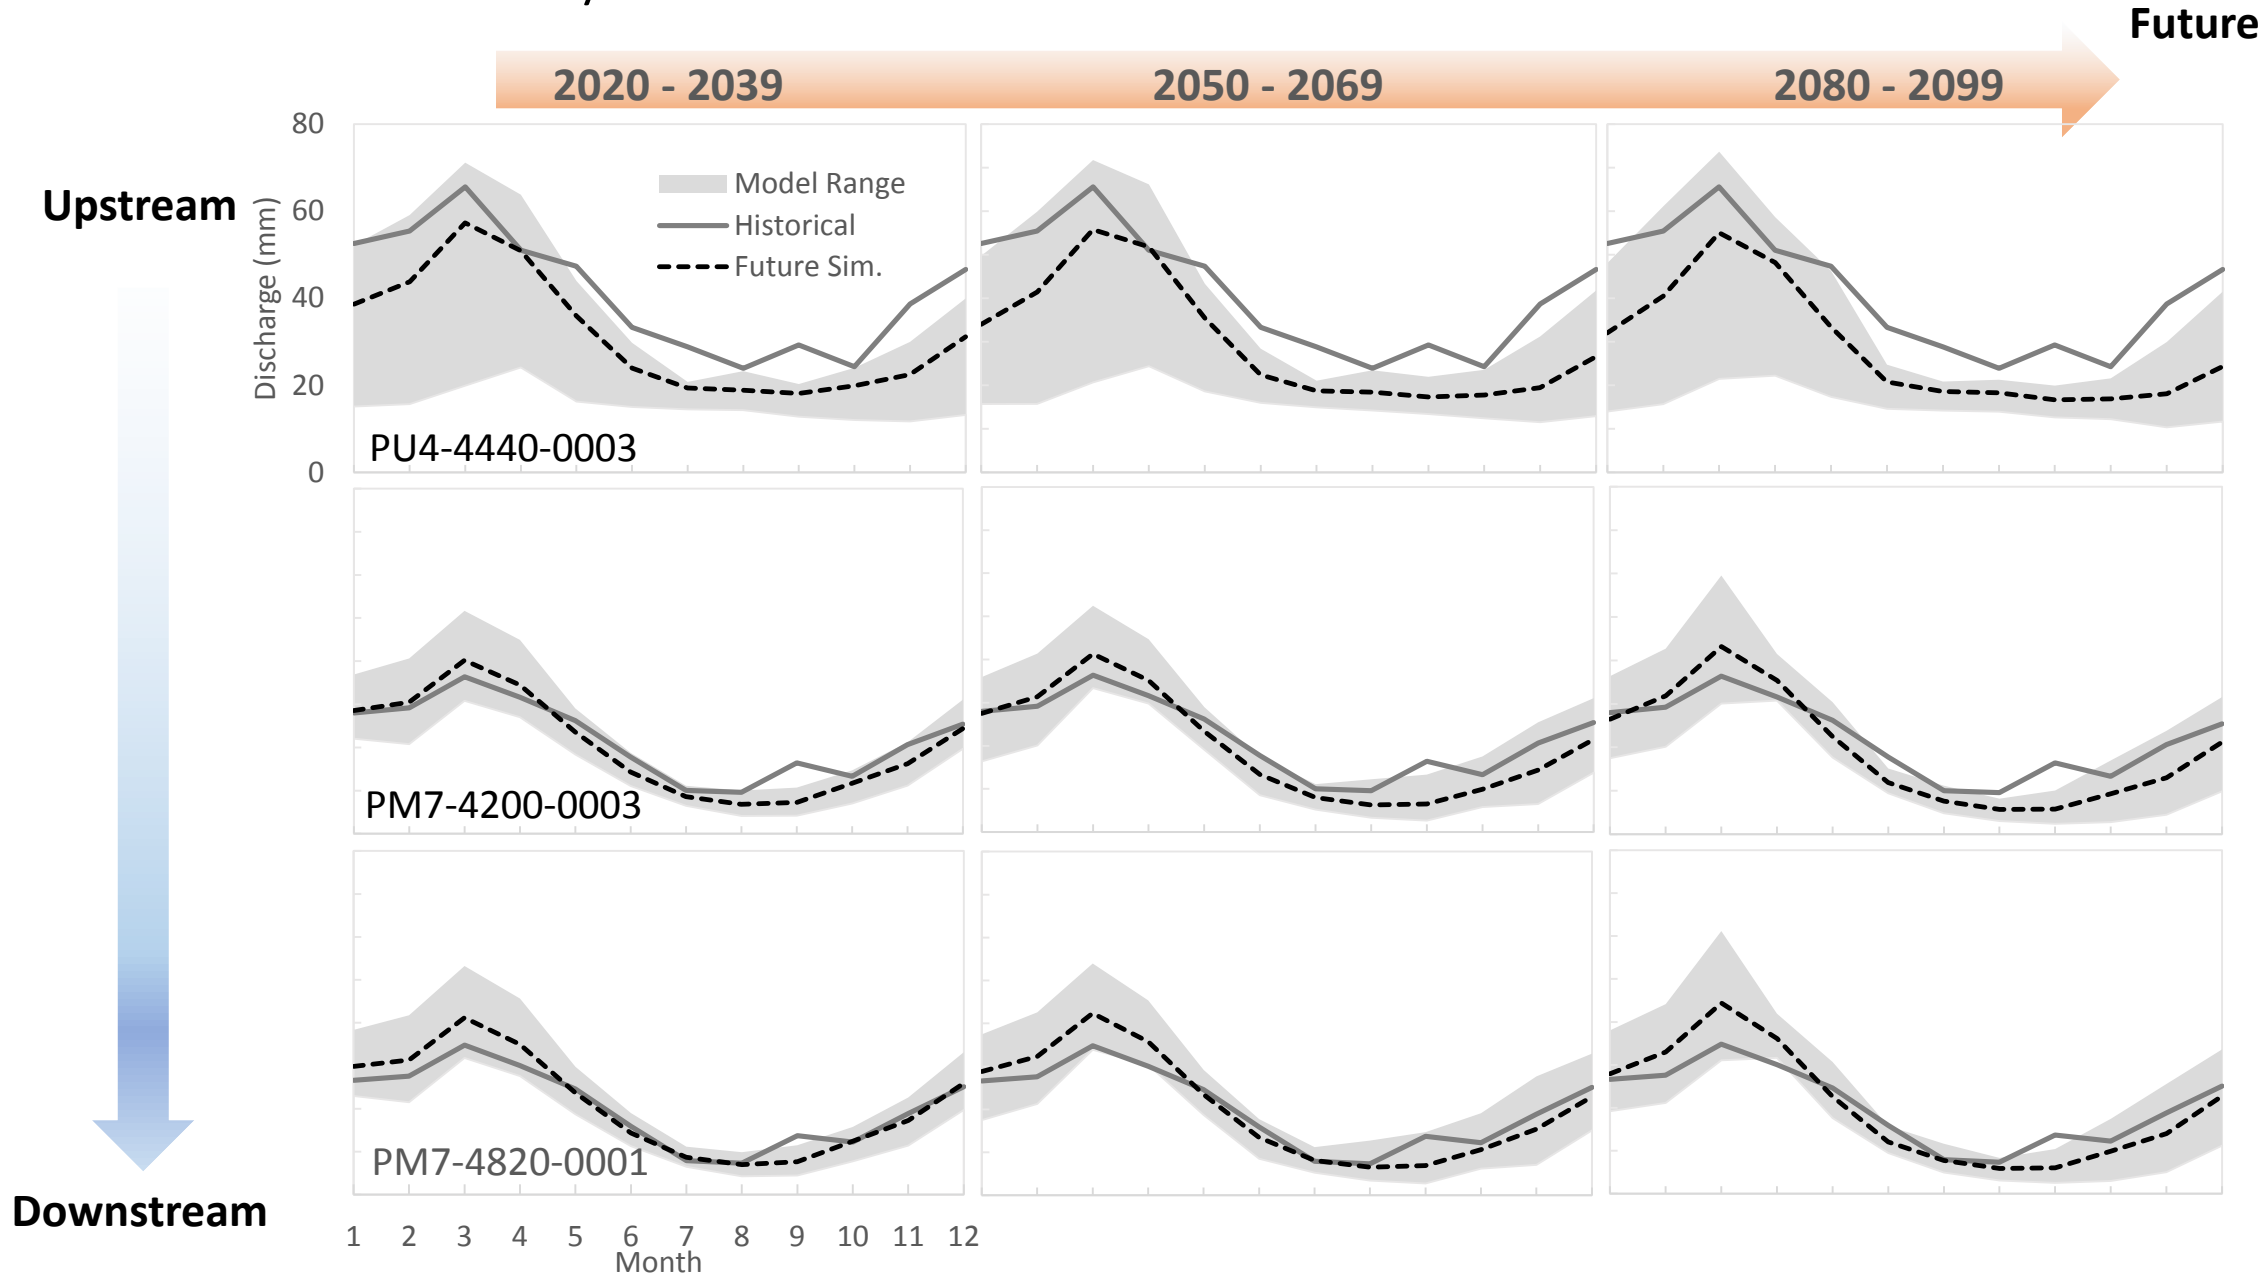 Future
2020 - 2039
2050 - 2069
2080 - 2099
Upstream
Discharge (mm)
80
60
40
20
0
Model Range
Historical
Future Sim.
PU4-4440-0003
PM7-4200-0003
PM7-4820-0001
Downstream
1 2 3 4 5 6 7 8 9 10 11 12
Month